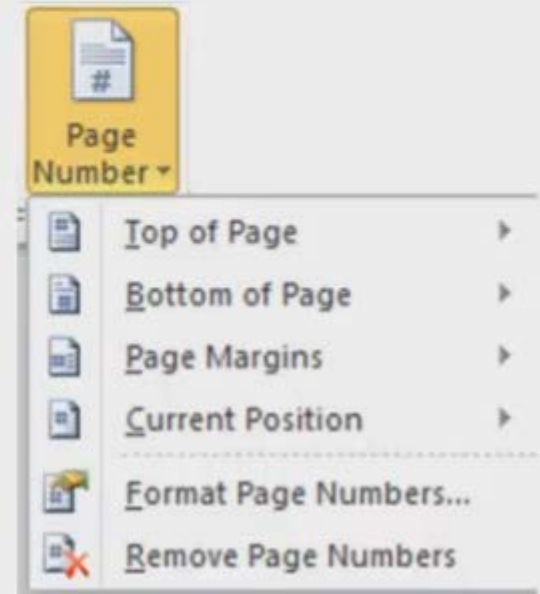 #
Page
Number
Top of Page
Bottom of Page
Page Margins
Current Position
Format Page Numbers...
Remove Page Numbers